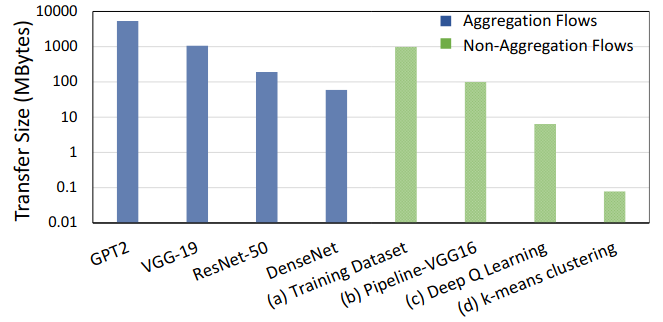 Transfer Size (MBytes)
10000
1000
100
10
1
0.1
0.01
Aggregation Flows
Non-Aggregation Flows
GPT2
VGG-19
ResNet-50
DenseNet
(a) Training Dataset
(b) Pipeline-VGG16
(c) Deep Q Learning
(d) k-means clustering